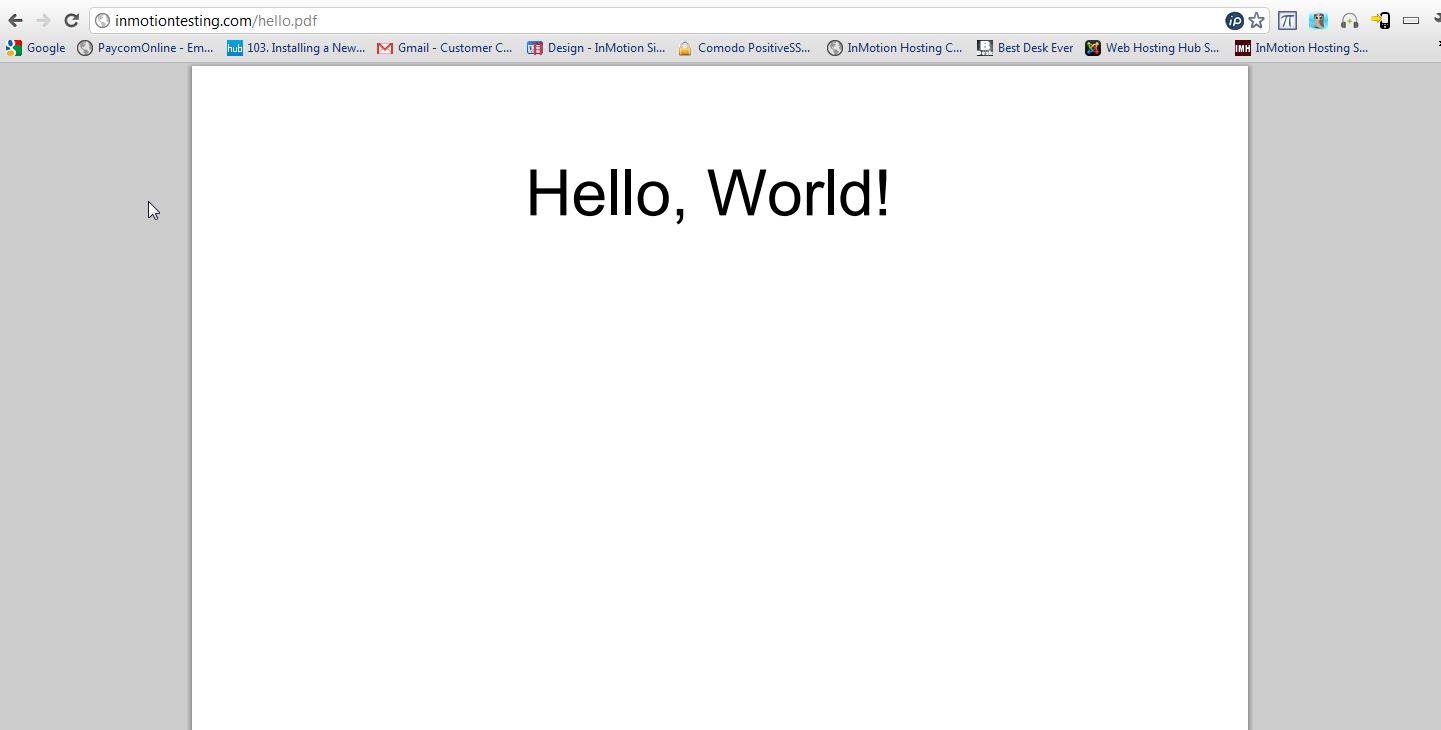 inmotiontesting.com/hello.pdf
Google PaycomOnline - Em... hub 103. Installing a New... Gmail - Customer C... Design - InMotion Si... Comodo PositiveSS... InMotion Hosting C... Best Desk Ever Web Hosting Hub S... IMH InMotion Hosting S...
Hello, World!